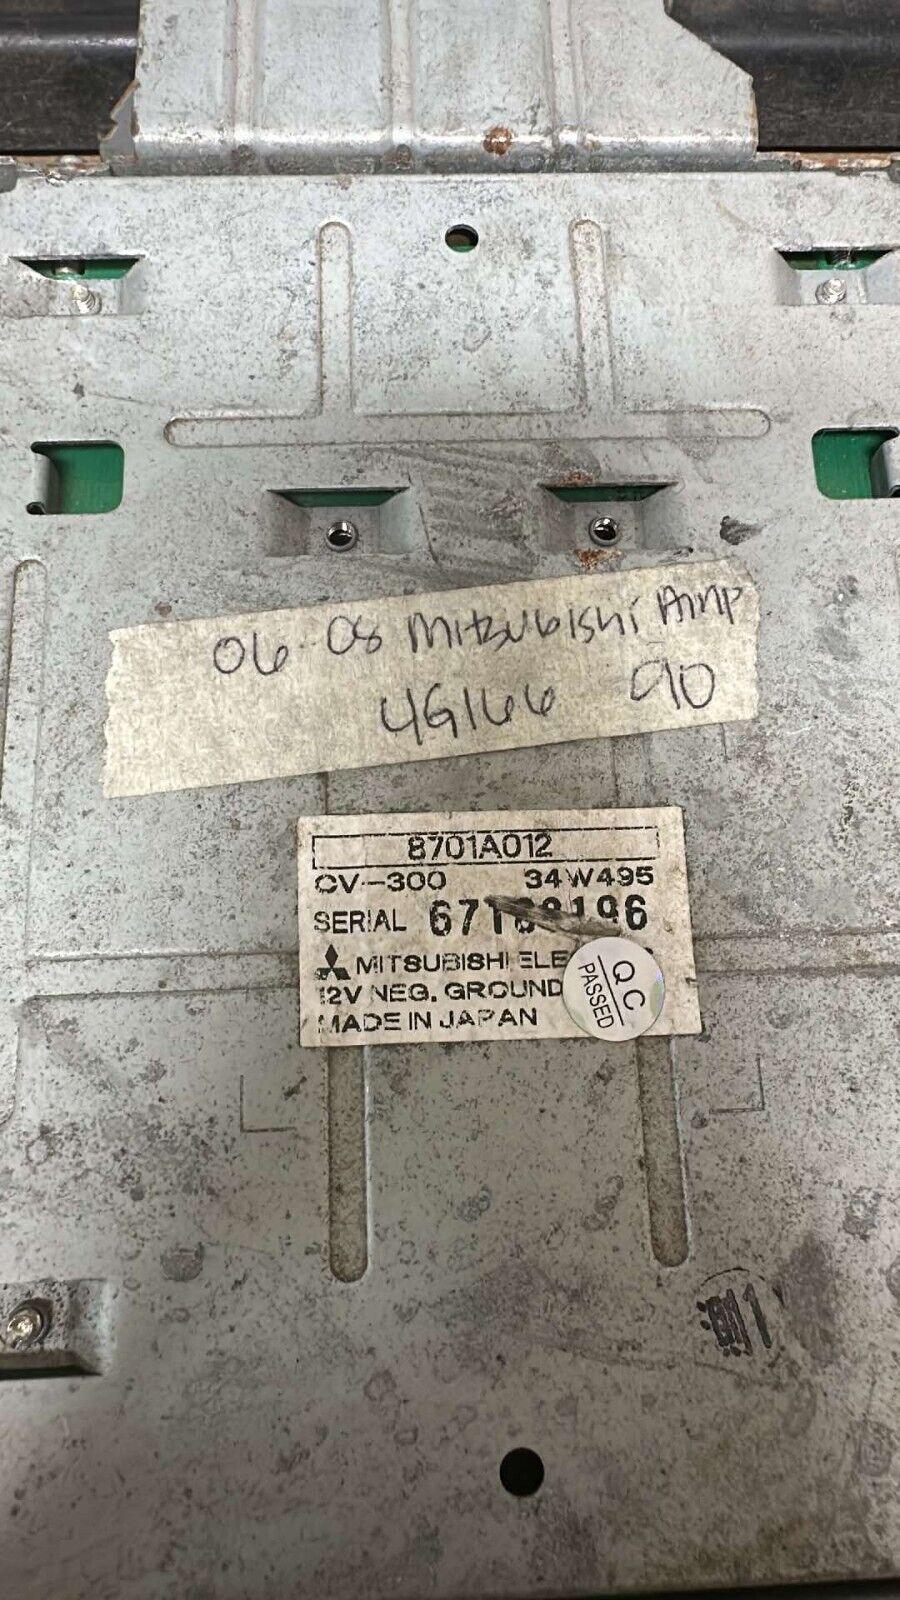 06-08 Mitsubishi Amp
4G166 90
8701A012
CV-300 34W495
SERIAL
MITSUBISHI
12V NEG. GROUND
MADE IN JAPAN
QC
PASSED